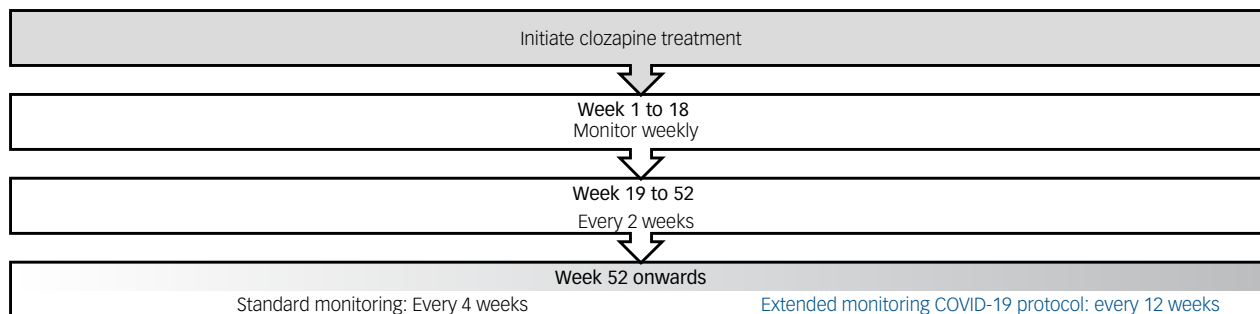 Initiate clozapine treatment
Week 1 to 18
Monitor weekly
Week 19 to 52
Every 2 weeks
Week 52 onwards
Standard monitoring: Every 4 weeks Extended monitoring COVID-19 protocol: every 12 weeks